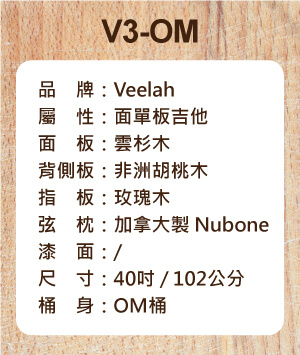 V3-OM
品　牌：Veelah
屬　性：面單板吉他
面　板：雲杉木
背側板：非洲胡桃木
指　板：玫瑰木
弦　枕：加拿大製 Nubone
漆　面：/
尺　寸：40吋 / 102公分
桶　身：OM桶